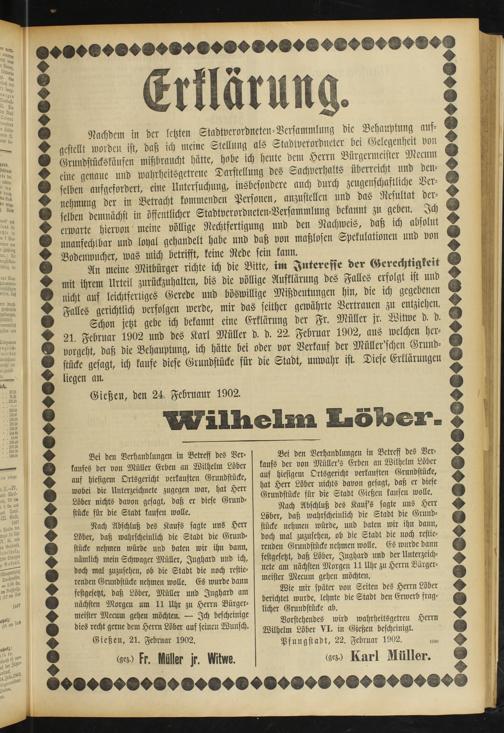 Erklärung.
Nachdem in der letzten Stadtverordneten-Versammlung die Behauptung auf-
gestellt worden ist, daß ich meine Stellung als Stadtverordneter bei Gelegenheit von
Grundstücksläufen mißbraucht hätte, habe ich heute dem Herrn Bürgermeister Mecum
eine genaue und wahrheitsgetreue Darstellung des Sachverhalts überreicht und den-
selben aufgefordert, eine Untersuchung, insbesondere auch durch zeugenschaftliche Ver-
nehmung der in Betracht kommenden Personen, anzustellen und das Resultat der-
selben demnächst in öffentlicher Stadtverordneten-Versammlung bekannt zu geben. Ich
erwarte hiervon meine völlige Rechtfertigung und den Nachweis, daß ich absolut
unanfechtbar und loyal gehandelt habe und daß von maßlosen Spekulationen und von
Bodenwucher, was mich betrifft, keine Rede sein kann.
An meine Mitbürger richte ich die Bitte, im Interesse der Gerechtigkeit
mit ihrem Urteil zurückzuhalten, bis die völlige Aufklärung des Falles erfolgt ist und
nicht auf leichtfertiges Gerede und böswillige Mißdeutungen hin, die ich gegebenen
Falles gerichtlich verfolgen werde, mir das seither gewährte Vertrauen zu entziehen.
Schon jetzt gebe ich bekannt eine Erklärung der Fr. Müller jr. Witwe d. d.
21. Februar 1902 und des Karl Müller d. d. 22. Februar 1902, aus welchen her-
vorgeht, daß die Behauptung, ich hätte bei oder vor Verkauf der Müller'schen Grund-
stücke gesagt, ich kaufe diese Grundstücke für die Stadt, unwahr ist. Diese Erklärungen
liegen an.
Gießen, den 24. Februar 1902.
Wilhelm Löber.
Bei den Verhandlungen in Betreff des Ver-
kaufes der von Müller Erben an Wilhelm Löber
auf hiesigem Ortsgericht verkauften Grundstücke,
wobei die Unterzeichnete zugegen war, hat Herr
Löber nichts davon gesagt, daß er diese Grund-
stücke für die Stadt kaufen wolle.
Nach Abschluß des Kaufs sagte uns Herr
Löber, daß wahrscheinlich die Stadt die Grund-
stücke nehmen würde und baten wir ihn dann,
nämlich mein Schwager Müller, Inghard und ich,
doch mal zuzusehen, ob die Stadt die noch restie-
renden Grundstücke nehmen wolle. Es wurde dann
festgesetzt, daß Löber, Müller und Inghard am
nächsten Morgen um 11 Uhr zu Herrn Bürger-
meister Mecum gehen möchten. — Ich bescheinige
dies recht gerne dem Herrn Löber auf seinen Wunsch.
Gießen, 21. Februar 1902.
(gez.) Fr. Müller jr. Witwe.
Bei den Verhandlungen in Betreff des Ver-
kaufs der von Müller's Erben an Wilhelm Löber
auf hiesigem Ortsgericht verkauften Grundstücke,
hat Herr Löber nichts davon gesagt, daß er diese
Grundstücke für die Stadt Gießen kaufen wolle.
Nach Abschluß des Kauf's sagte uns Herr
Löber, daß wahrscheinlich die Stadt die Grund-
stücke nehmen würde, und baten wir ihn dann,
doch mal zuzusehen, ob die Stadt die noch restie-
renden Grundstücke nehmen wolle. Es wurde dann
festgesetzt, daß Löber, Inghard und der Unterzeich-
nete am nächsten Morgen 11 Uhr zu Herrn Bürger-
meister Mecum gehen möchten.
Wie mir später von Seiten des Herrn Löber
berichtet wurde, lehnte die Stadt den Erwerb frag-
licher Grundstücke ab.
Vorstehendes wird wahrheitsgetreu Herrn
Wilhelm Löber VI. in Gießen bescheinigt.
Pfungstadt, 22. Februar 1902.
(gez.) Karl Müller.